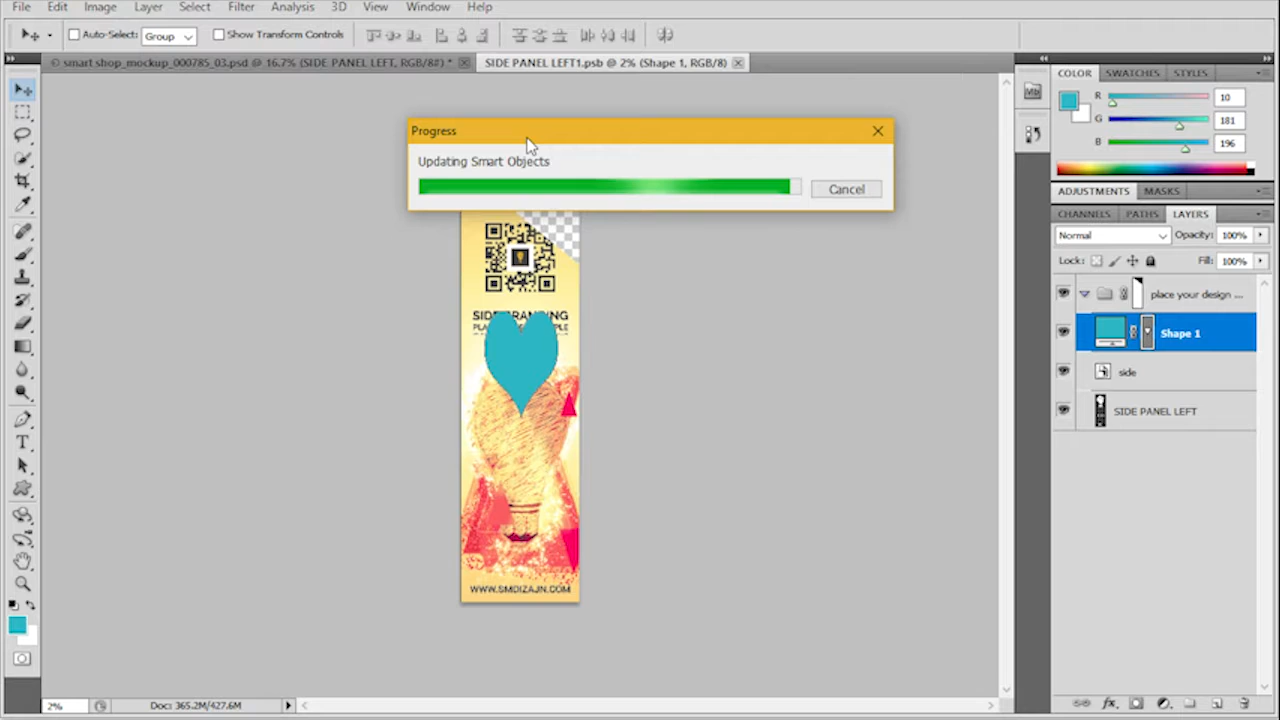 File Edit Image Layer Select Filter Analysis 3D View Window Help
Auto-Select: Group Show Transform Controls
smart shop_mockup_000785_03.psd @ 16.7% (SIDE PANEL LEFT, RGB/8#) *
SIDE PANEL LEFT1.psb @ 2% (Shape 1, RGB/8)
Progress
Updating Smart Objects
Cancel
WWW.SMDIZAJN.COM
2%
Doc: 365.2M/427.6M
Mb
COLOR SWATCHES STYLES
R 10
G 181
B 196
ADJUSTMENTS MASKS
CHANNELS PATHS LAYERS
Normal Opacity: 100%
Lock: Fill: 100%
place your design ...
Shape 1
side
SIDE PANEL LEFT